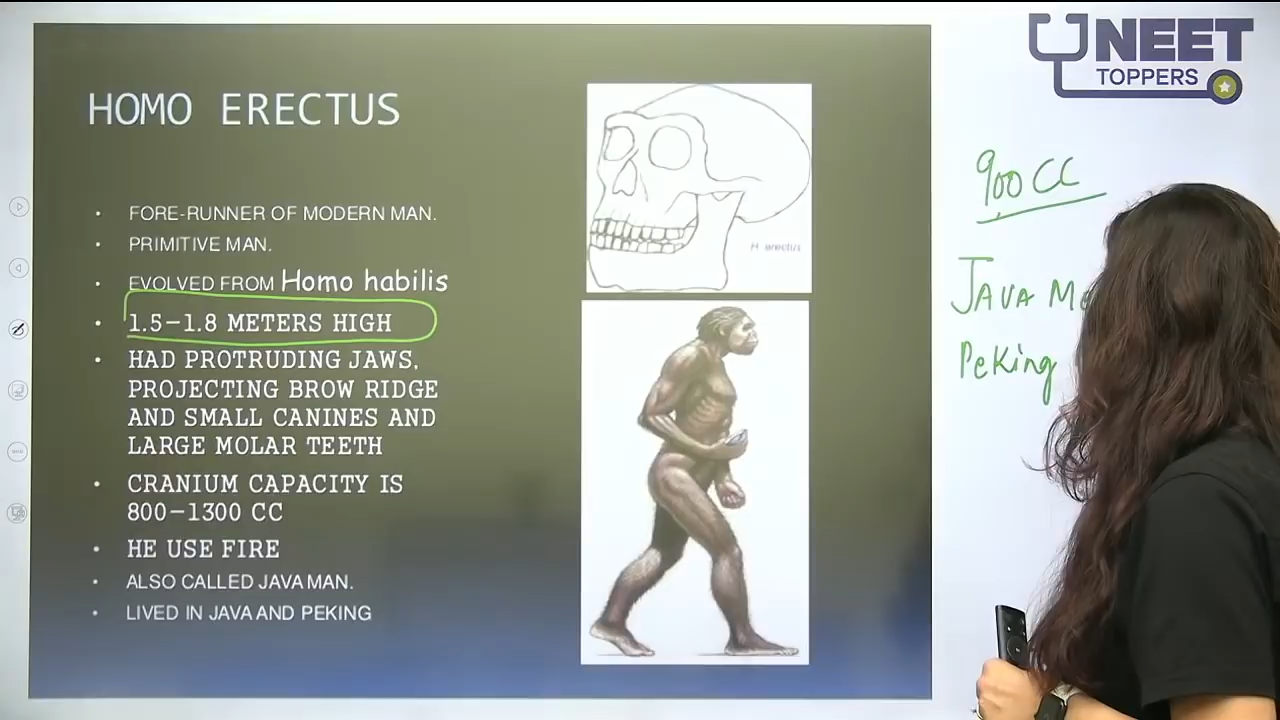 HOMO ERECTUS
• FORE-RUNNER OF MODERN MAN.
• PRIMITIVE MAN.
• EVOLVED FROM Homo habilis
• 1.5–1.8 METERS HIGH
• HAD PROTRUDING JAWS,
PROJECTING BROW RIDGE
AND SMALL CANINES AND
LARGE MOLAR TEETH
• CRANIUM CAPACITY IS
800–1300 CC
• HE USE FIRE
• ALSO CALLED JAVA MAN.
• LIVED IN JAVA AND PEKING
H erectus
NEET
TOPPERS
900 CC
JAVA
Peking